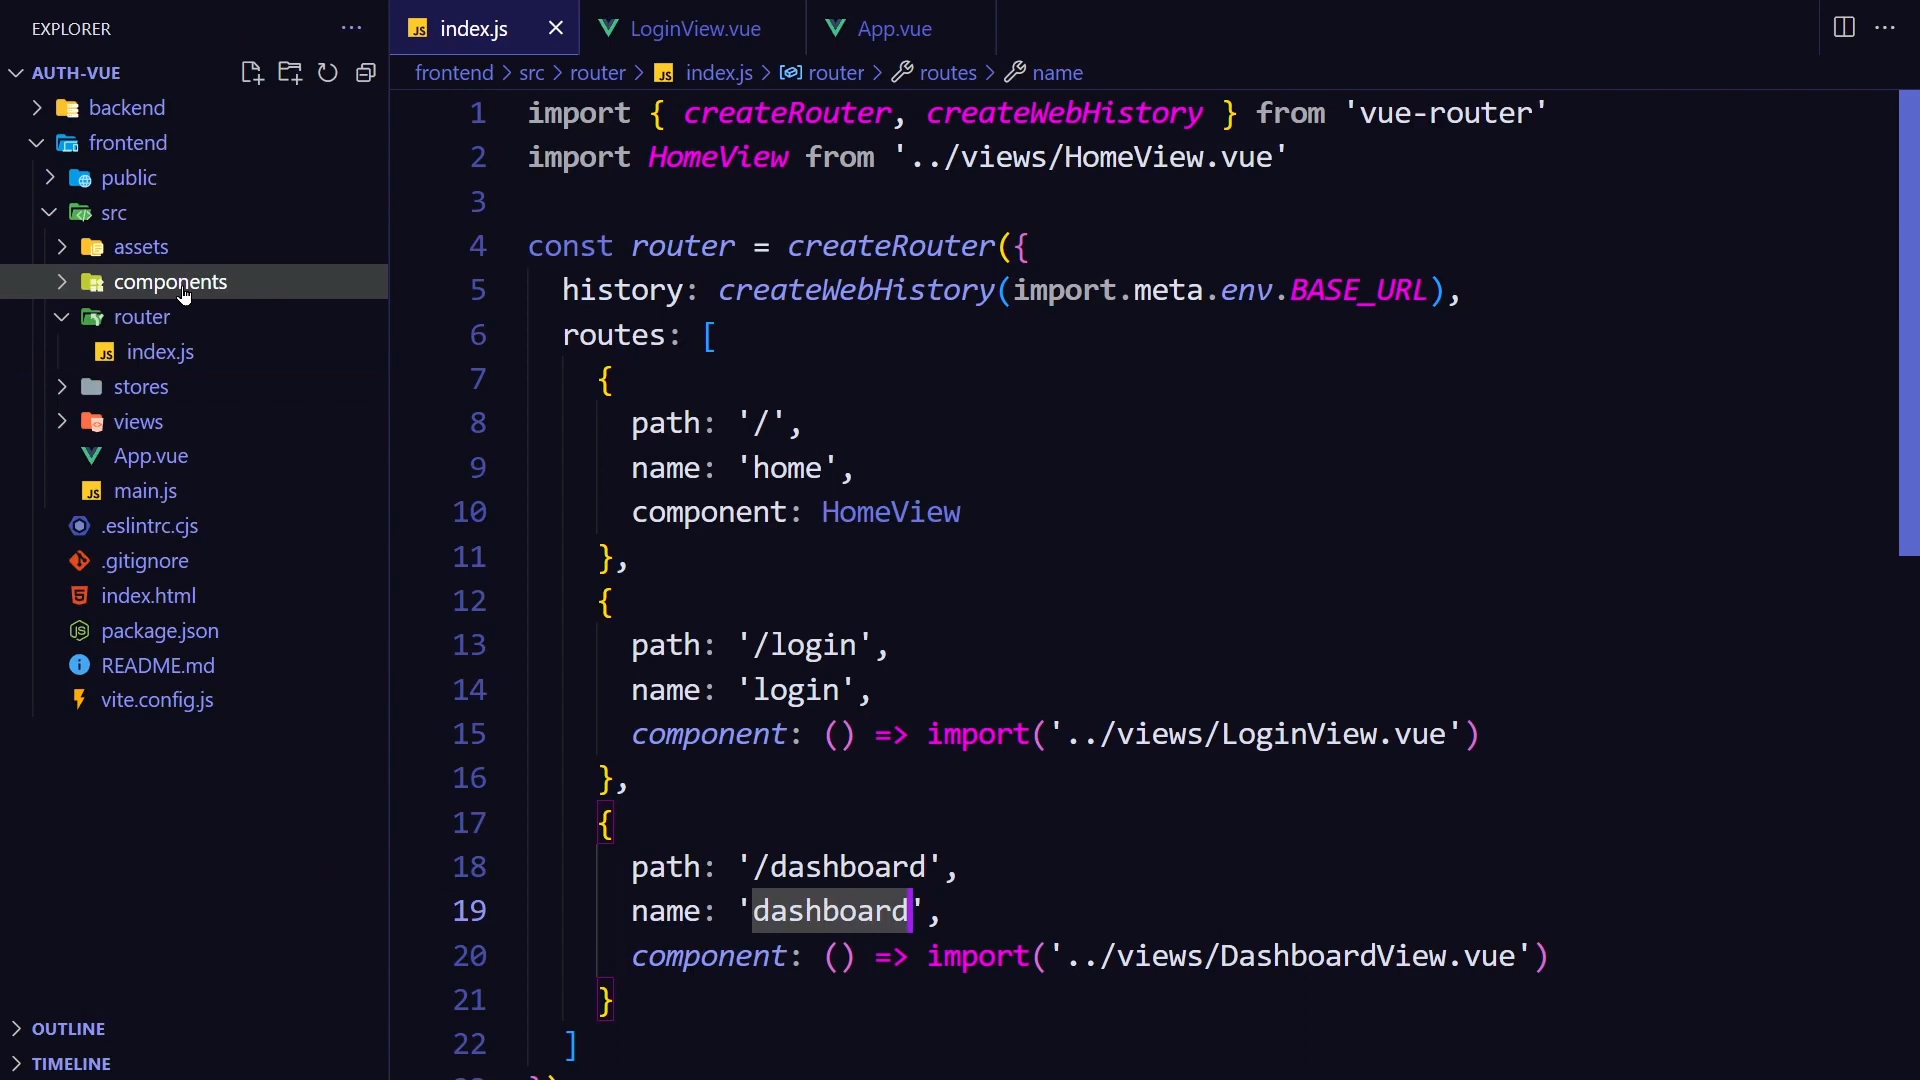 EXPLORER
AUTH-VUE
backend
frontend
public
src
assets
components
router
index.js
stores
views
App.vue
main.js
.eslintrc.cjs
.gitignore
index.html
package.json
README.md
vite.config.js
OUTLINE
TIMELINE
index.js
LoginView.vue
App.vue
frontend > src > router > index.js > router > routes > name
1 import { createRouter, createWebHistory } from 'vue-router'
2 import HomeView from '../views/HomeView.vue'
3
4 const router = createRouter({
5 history: createWebHistory(import.meta.env.BASE_URL),
6 routes: [
7 {
8 path: '/',
9 name: 'home',
10 component: HomeView
11 },
12 {
13 path: '/login',
14 name: 'login',
15 component: () => import('../views/LoginView.vue')
16 },
17 {
18 path: '/dashboard',
19 name: 'dashboard',
20 component: () => import('../views/DashboardView.vue')
21 }
22 ]